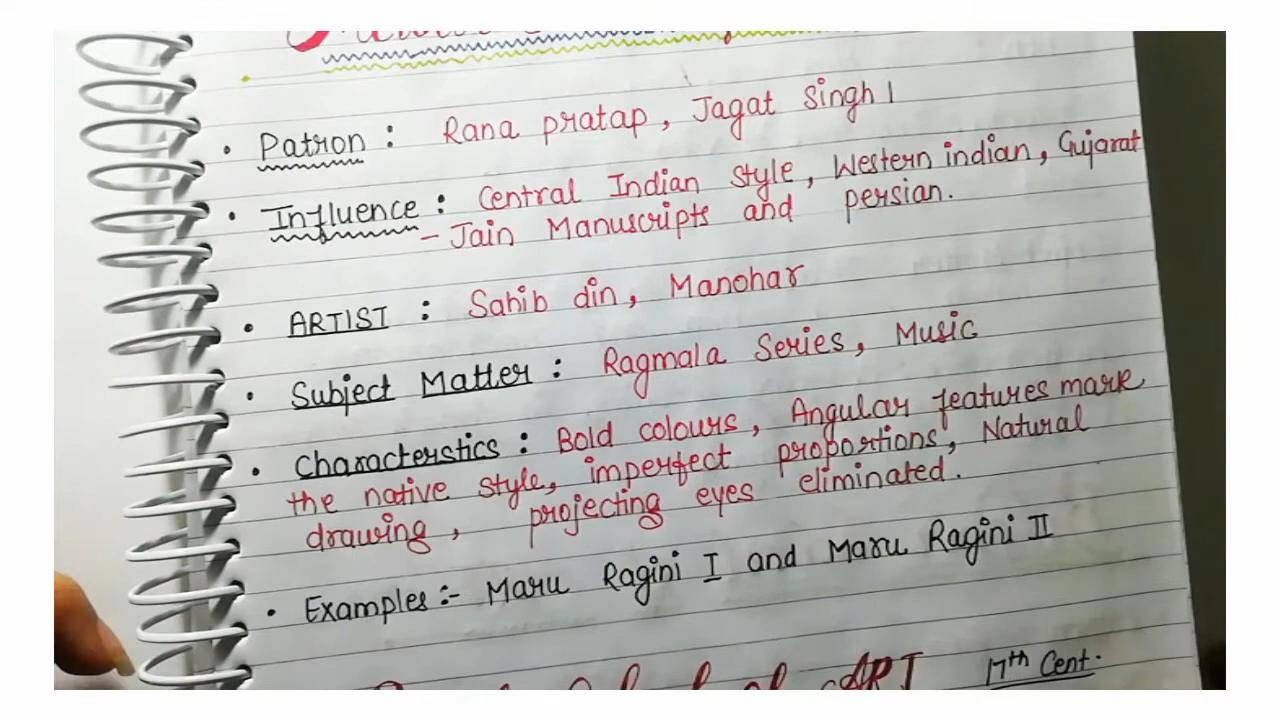 • Patron : Rana pratap, Jagat Singh I
• Influence : Central Indian Style, Western indian, Gujarat
– Jain Manuscripts and persian.
• ARTIST : Sahib din, Manohar
• Subject Matter : Ragmala Series, Music
• Characterstics : Bold colours, Angular features mark
the native style, imperfect proportions, Natural
drawing, projecting eyes eliminated.
• Examples :- Maru Ragini I and Maru Ragini II
ART 17th Cent.